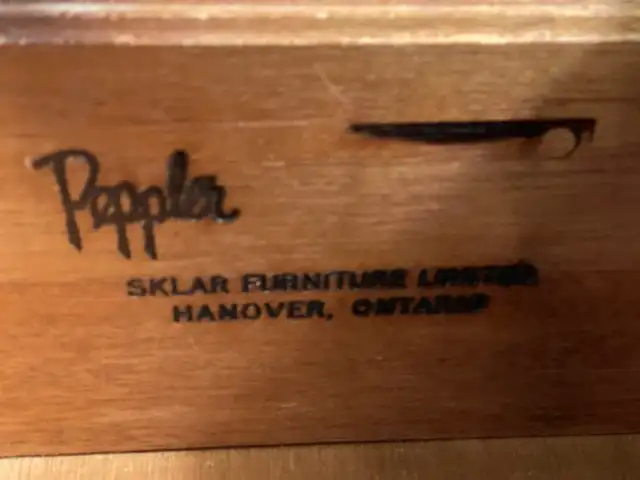 Peppler
SKLAR FURNITURE LIMITED
HANOVER, ONTARIO